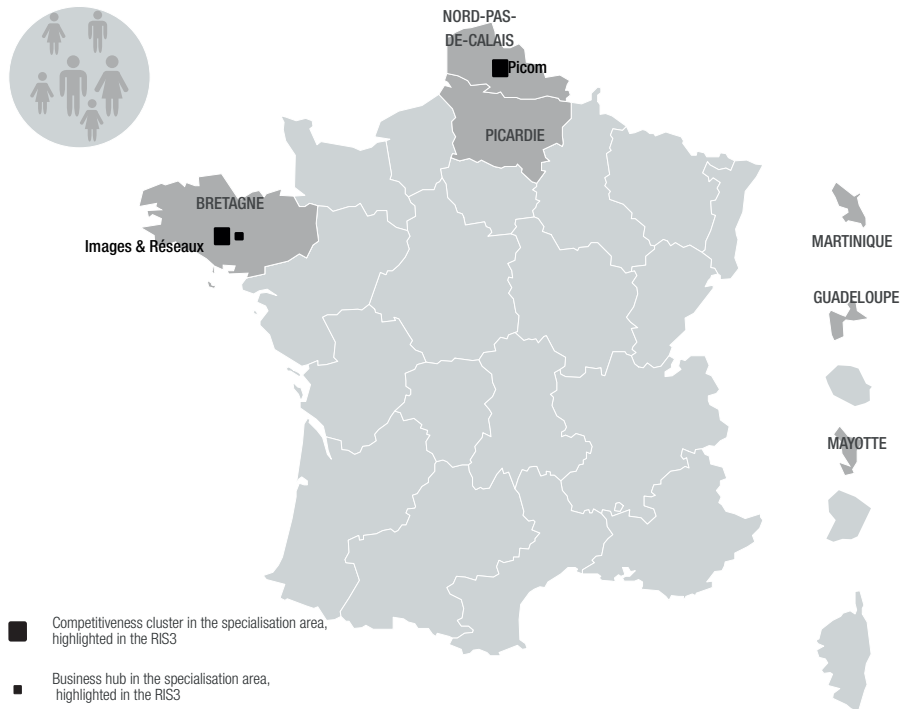 NORD-PAS-
DE-CALAIS
Picom
PICARDIE
BRETAGNE
Images & Réseaux
MARTINIQUE
GUADELOUPE
MAYOTTE
Competitiveness cluster in the specialisation area,
highlighted in the RIS3
Business hub in the specialisation area,
highlighted in the RIS3